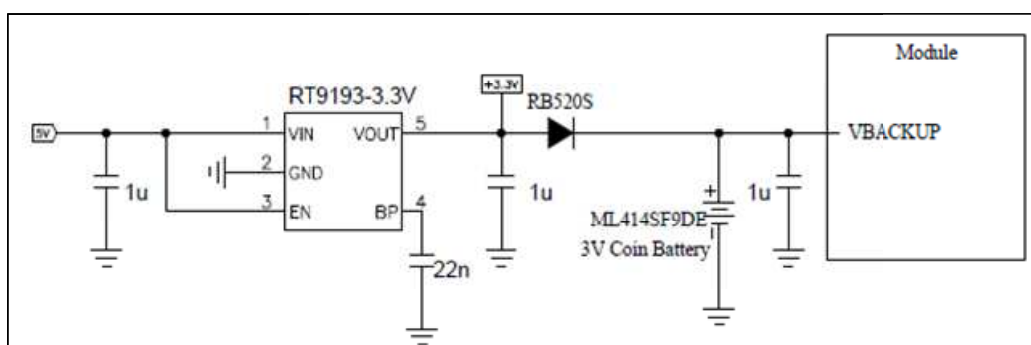 Module
+3.3V
RT9193-3.3V
RB520S
5V
1
VIN
VOUT
5
VBACKUP
2
GND
1u
1u
1u
3
EN
BP
4
ML414SF9DE
3V Coin Battery
+
22n